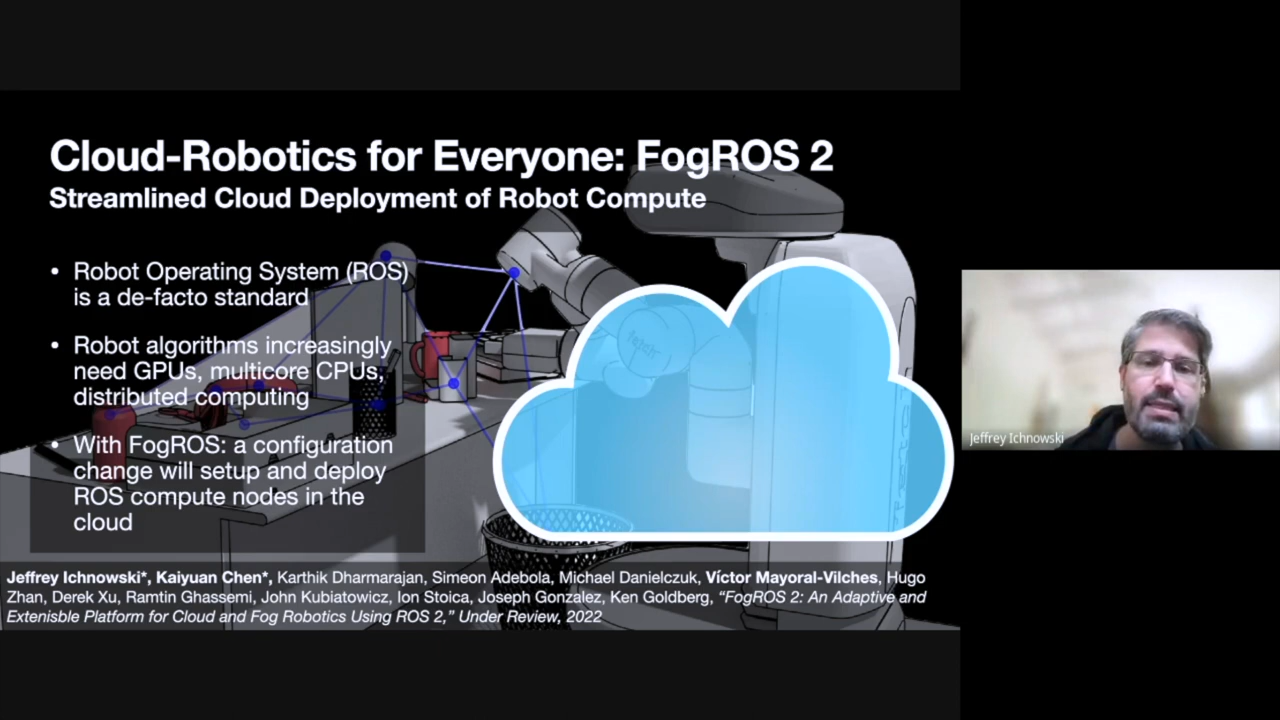 Cloud-Robotics for Everyone: FogROS 2
Streamlined Cloud Deployment of Robot Compute
• Robot Operating System (ROS)
is a de-facto standard
• Robot algorithms increasingly
need GPUs, multicore CPUs,
distributed computing
• With FogROS: a configuration
change will setup and deploy
ROS compute nodes in the
cloud
fetch
Jeffrey Ichnowski
Jeffrey Ichnowski*, Kaiyuan Chen*, Karthik Dharmarajan, Simeon Adebola, Michael Danielczuk, Víctor Mayoral-Vilches, Hugo
Zhan, Derek Xu, Ramtin Ghassemi, John Kubiatowicz, Ion Stoica, Joseph Gonzalez, Ken Goldberg, “FogROS 2: An Adaptive and
Extenisble Platform for Cloud and Fog Robotics Using ROS 2,” Under Review, 2022